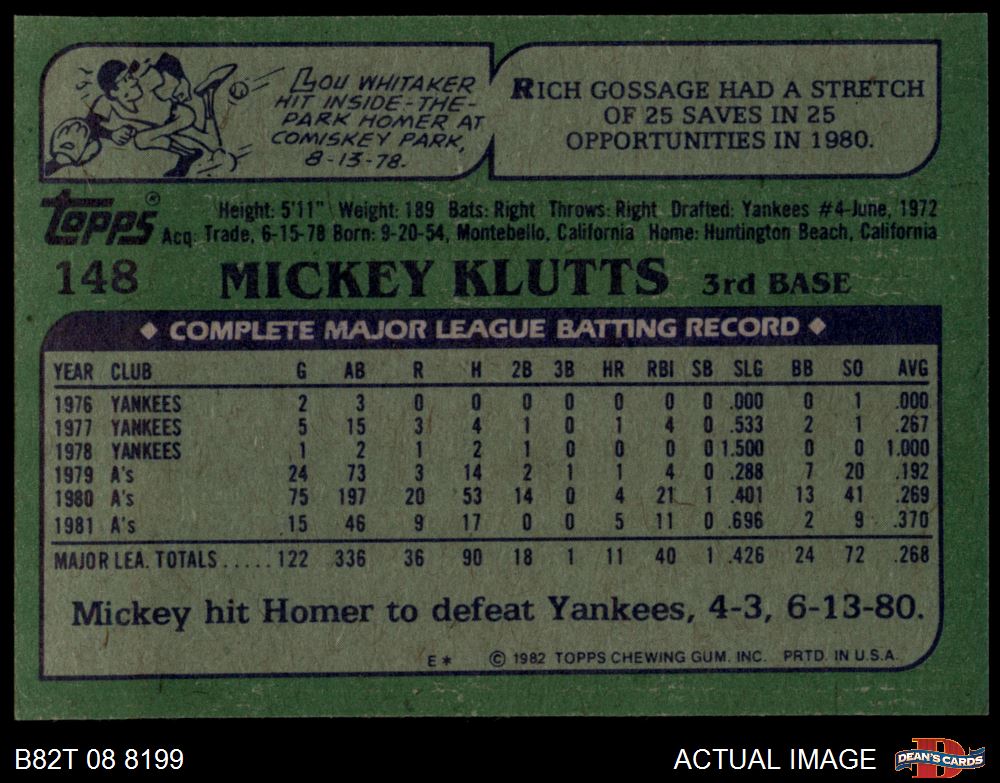 LOU WHITAKER
HIT INSIDE-THE-
PARK HOMER AT
COMISKEY PARK,
8-13-78.
RICH GOSSAGE HAD A STRETCH
OF 25 SAVES IN 25
OPPORTUNITIES IN 1980.
Topps®
Height: 5'11" Weight: 189 Bats: Right Throws: Right Drafted: Yankees #4-June, 1972
Acq: Trade, 6-15-78 Born: 9-20-54, Montebello, California Home: Huntington Beach, California
148 MICKEY KLUTTS 3rd BASE
◆ COMPLETE MAJOR LEAGUE BATTING RECORD ◆
YEAR CLUB G AB R H 2B 3B HR RBI SB SLG BB SO AVG
1976 YANKEES 2 3 0 0 0 0 0 0 0 .000 0 1 .000
1977 YANKEES 5 15 3 4 1 0 1 4 0 .533 2 1 .267
1978 YANKEES 1 2 1 2 1 0 0 0 0 1.500 0 0 1.000
1979 A's 24 73 3 14 2 1 1 4 0 .288 7 20 .192
1980 A's 75 197 20 53 14 0 4 21 1 .401 13 41 .269
1981 A's 15 46 9 17 0 0 5 11 0 .696 2 9 .370
MAJOR LEA. TOTALS ..... 122 336 36 90 18 1 11 40 1 .426 24 72 .268
Mickey hit Homer to defeat Yankees, 4-3, 6-13-80.
E* © 1982 TOPPS CHEWING GUM. INC. PRTD. IN U.S.A.
B82T 08 8199 ACTUAL IMAGE D DEAN'S CARDS